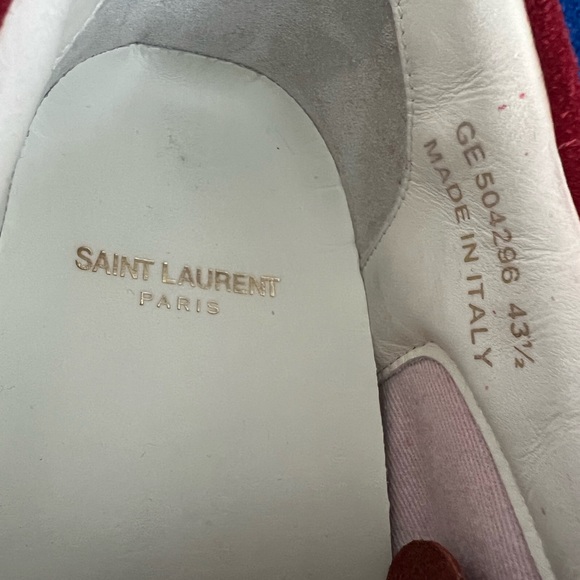 SAINT LAURENT
PARIS
GE 504296 43½
MADE IN ITALY